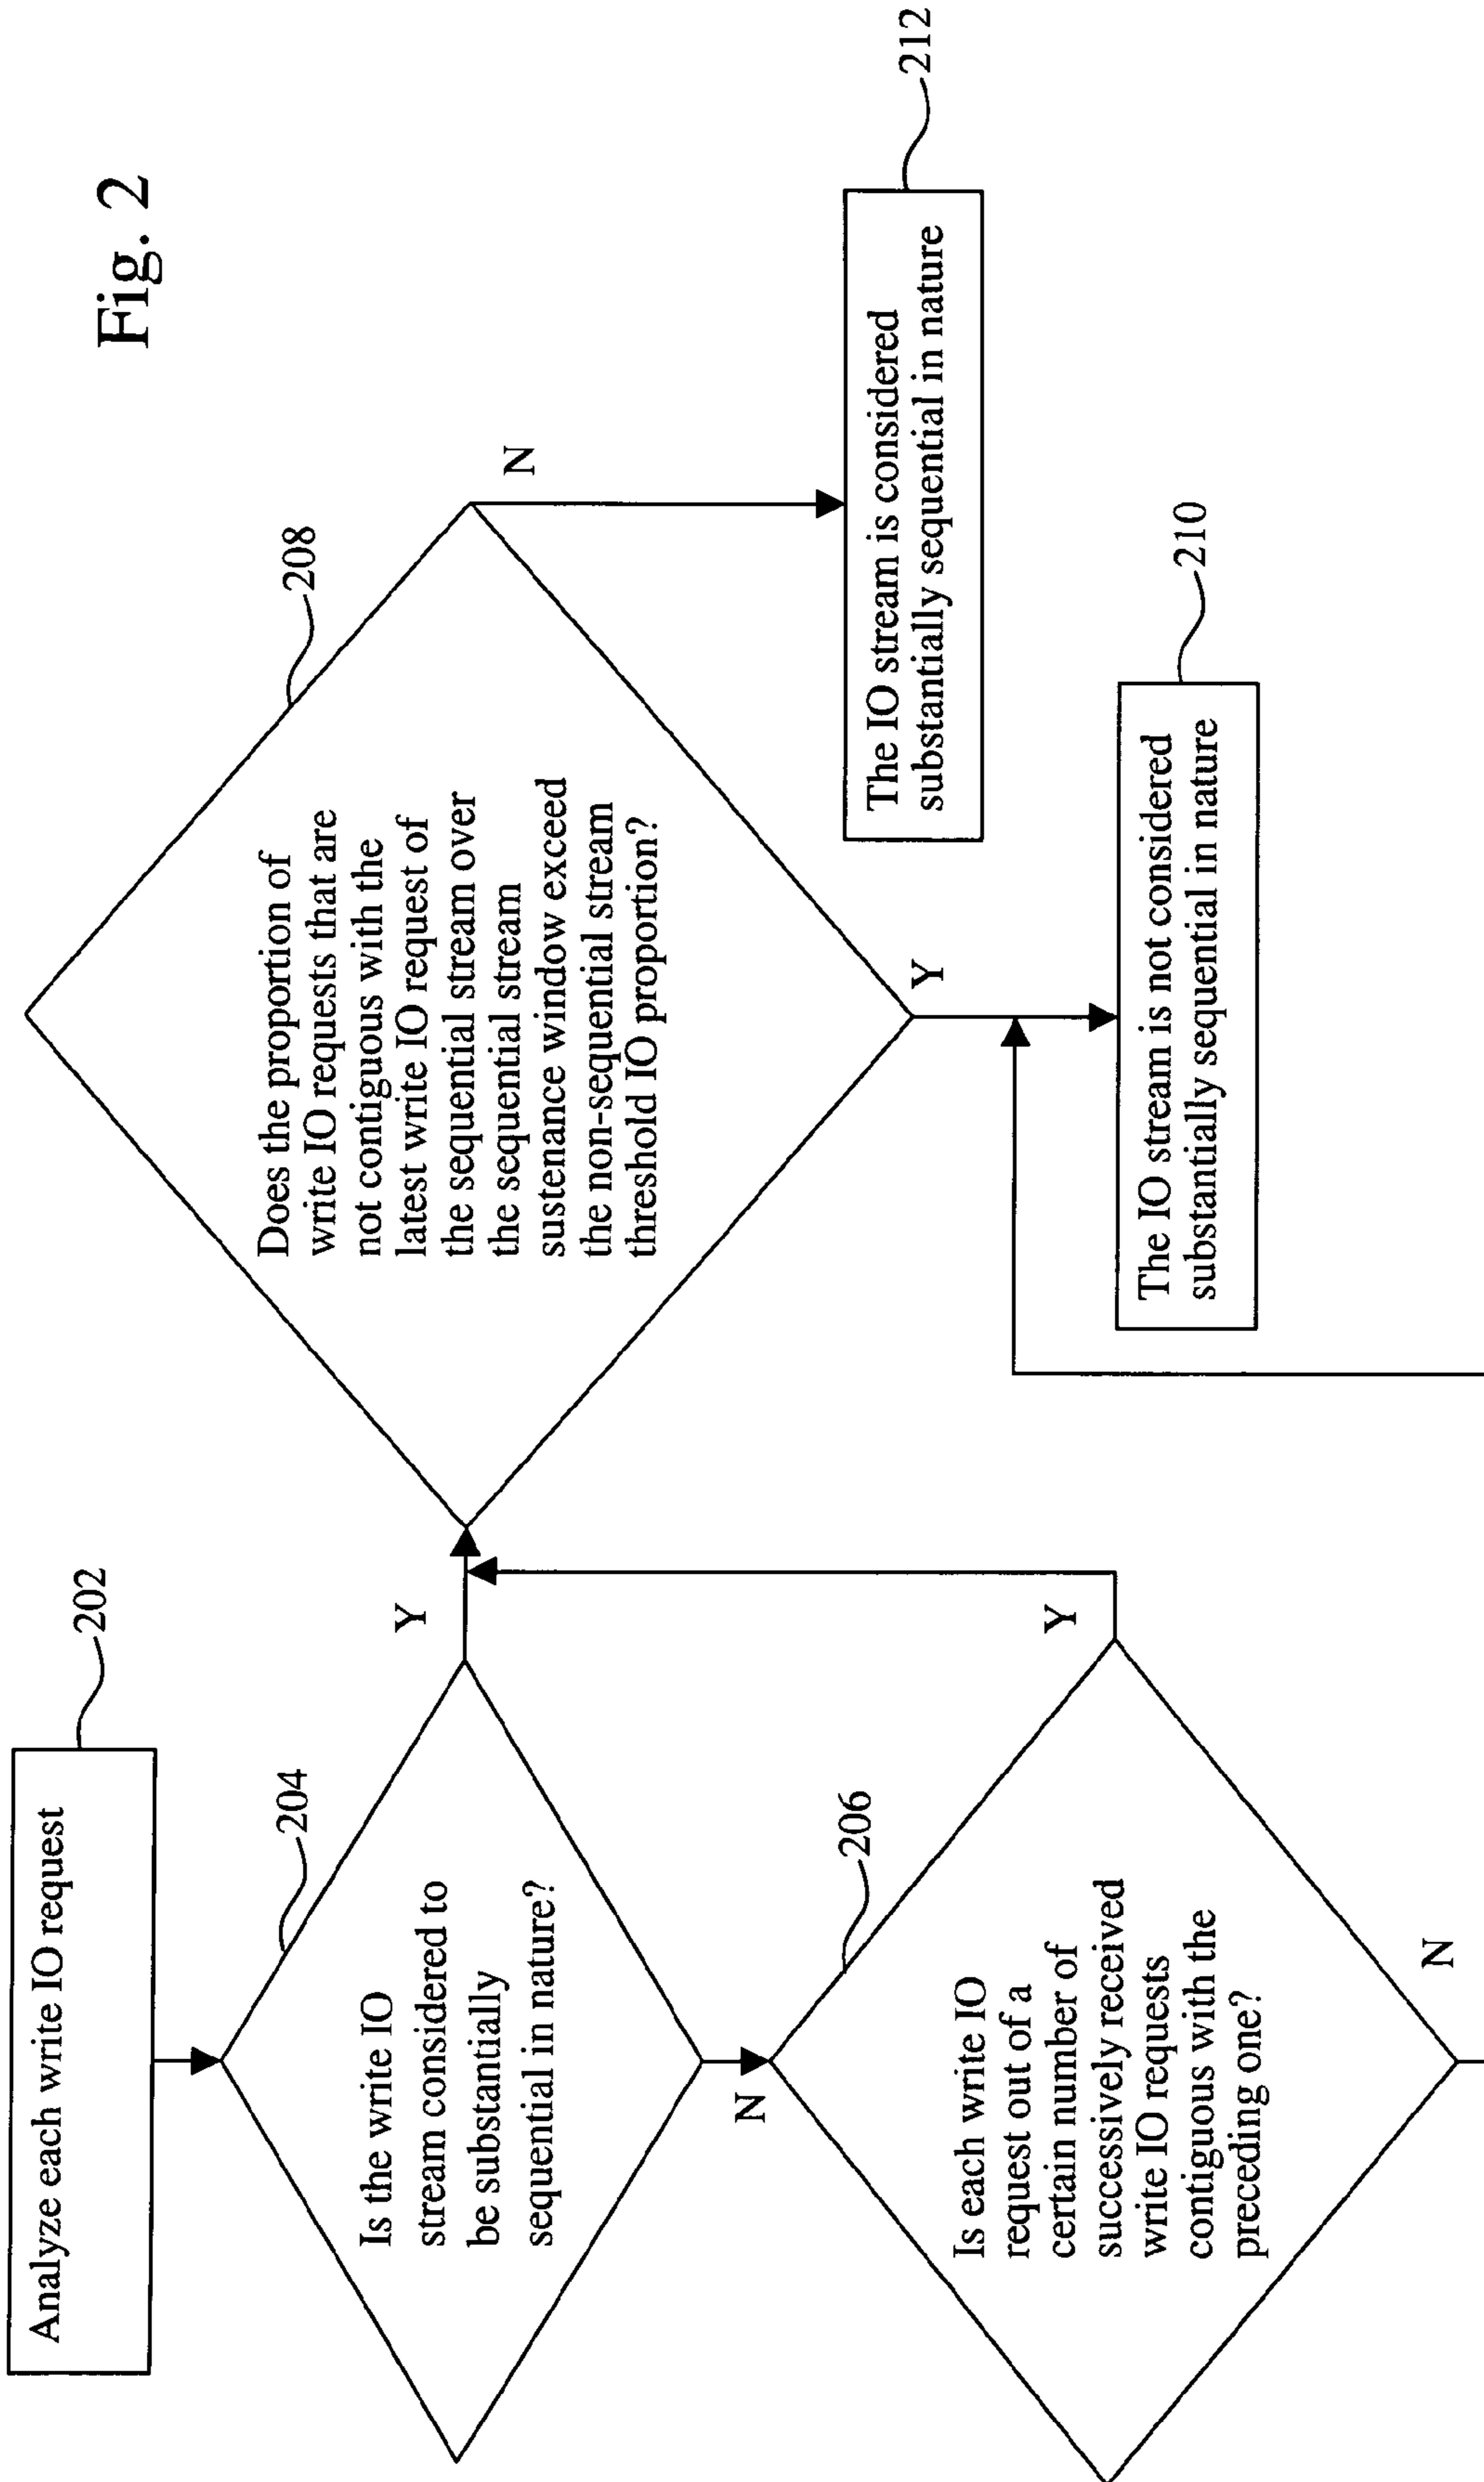 Fig. 2
Analyze each write IO request
202
204
Is the write IO
stream considered to
be substantially
sequential in nature?
Y
N
206
Is each write IO
request out of a
certain number of
successively received
write IO requests
contiguous with the
preceding one?
Y
N
208
Does the proportion of
write IO requests that are
not contiguous with the
latest write IO request of
the sequential stream over
the sequential stream
sustenance window exceed
the non-sequential stream
threshold IO proportion?
N
Y
The IO stream is considered
substantially sequential in nature
212
The IO stream is not considered
substantially sequential in nature
210